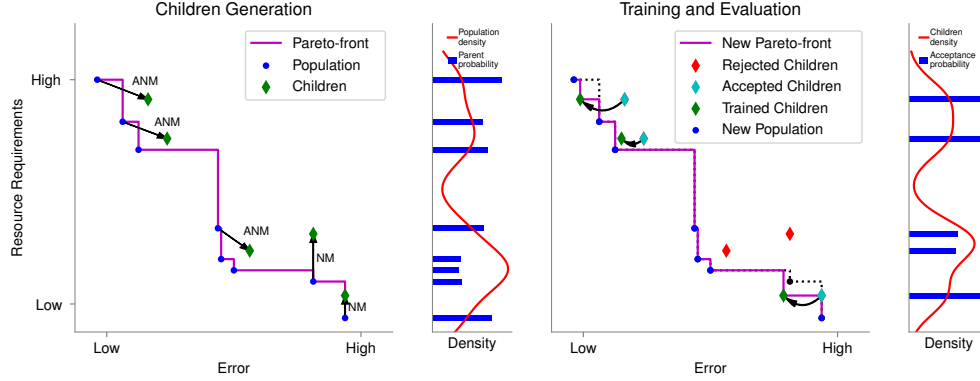 Children Generation
Pareto-front
Population
Children
ANM
ANM
ANM
NM
NM
High
Low
Resource Requirements
Low
High
Error
Population
density
Parent
probability
Density
Training and Evaluation
New Pareto-front
Rejected Children
Accepted Children
Trained Children
New Population
Low
High
Error
Children
density
Acceptance
probability
Density